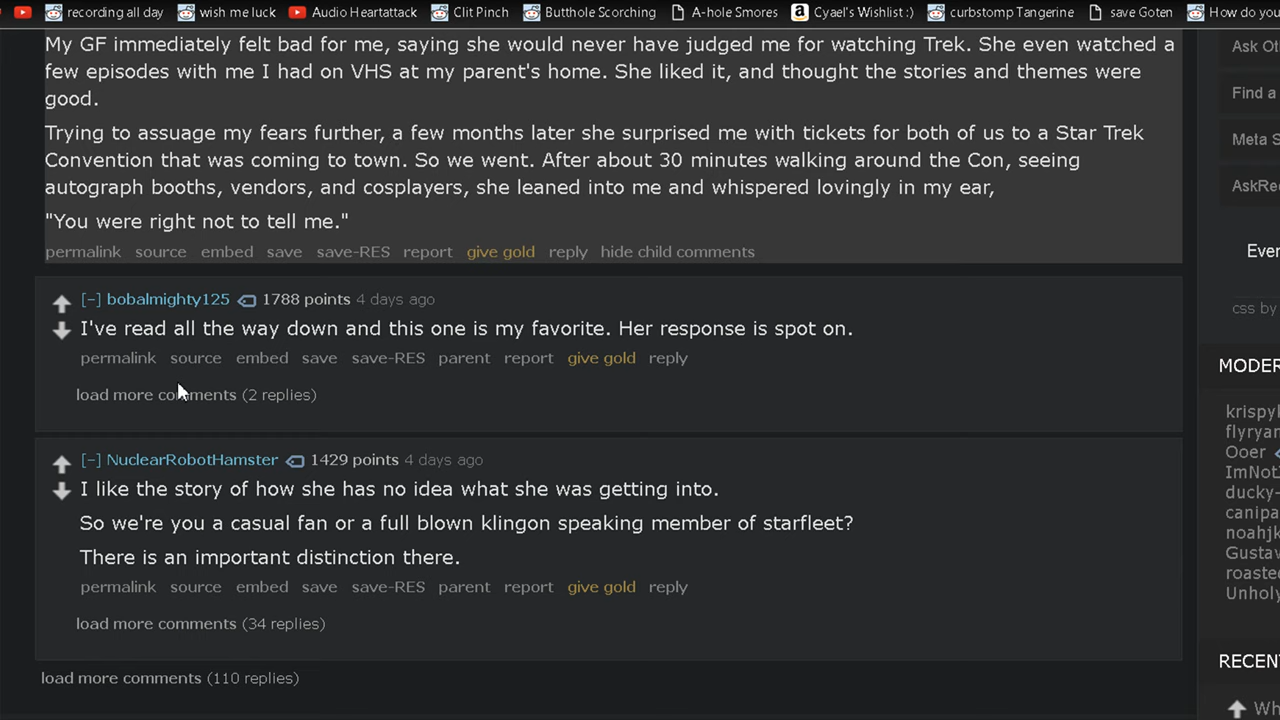 recording all day wish me luck Audio Heartattack Clit Pinch Butthole Scorching A-hole Smores Cyael's Wishlist :) curbstomp Tangerine save Goten How do you
My GF immediately felt bad for me, saying she would never have judged me for watching Trek. She even watched a
few episodes with me I had on VHS at my parent's home. She liked it, and thought the stories and themes were
good.
Trying to assuage my fears further, a few months later she surprised me with tickets for both of us to a Star Trek
Convention that was coming to town. So we went. After about 30 minutes walking around the Con, seeing
autograph booths, vendors, and cosplayers, she leaned into me and whispered lovingly in my ear,
"You were right not to tell me."
permalink source embed save save-RES report give gold reply hide child comments
[–] bobalmighty125 1788 points 4 days ago
I've read all the way down and this one is my favorite. Her response is spot on.
permalink source embed save save-RES parent report give gold reply
load more comments (2 replies)
[–] NuclearRobotHamster 1429 points 4 days ago
I like the story of how she has no idea what she was getting into.
So we're you a casual fan or a full blown klingon speaking member of starfleet?
There is an important distinction there.
permalink source embed save save-RES parent report give gold reply
load more comments (34 replies)
load more comments (110 replies)
Ask Ot
Find a
Meta S
AskRed
Ever
css by
MODER
krispyk
flyryan
Ooer
ImNot
ducky-
canipa
noahjk
Gustav
roasted
Unholy
RECENT
Wh